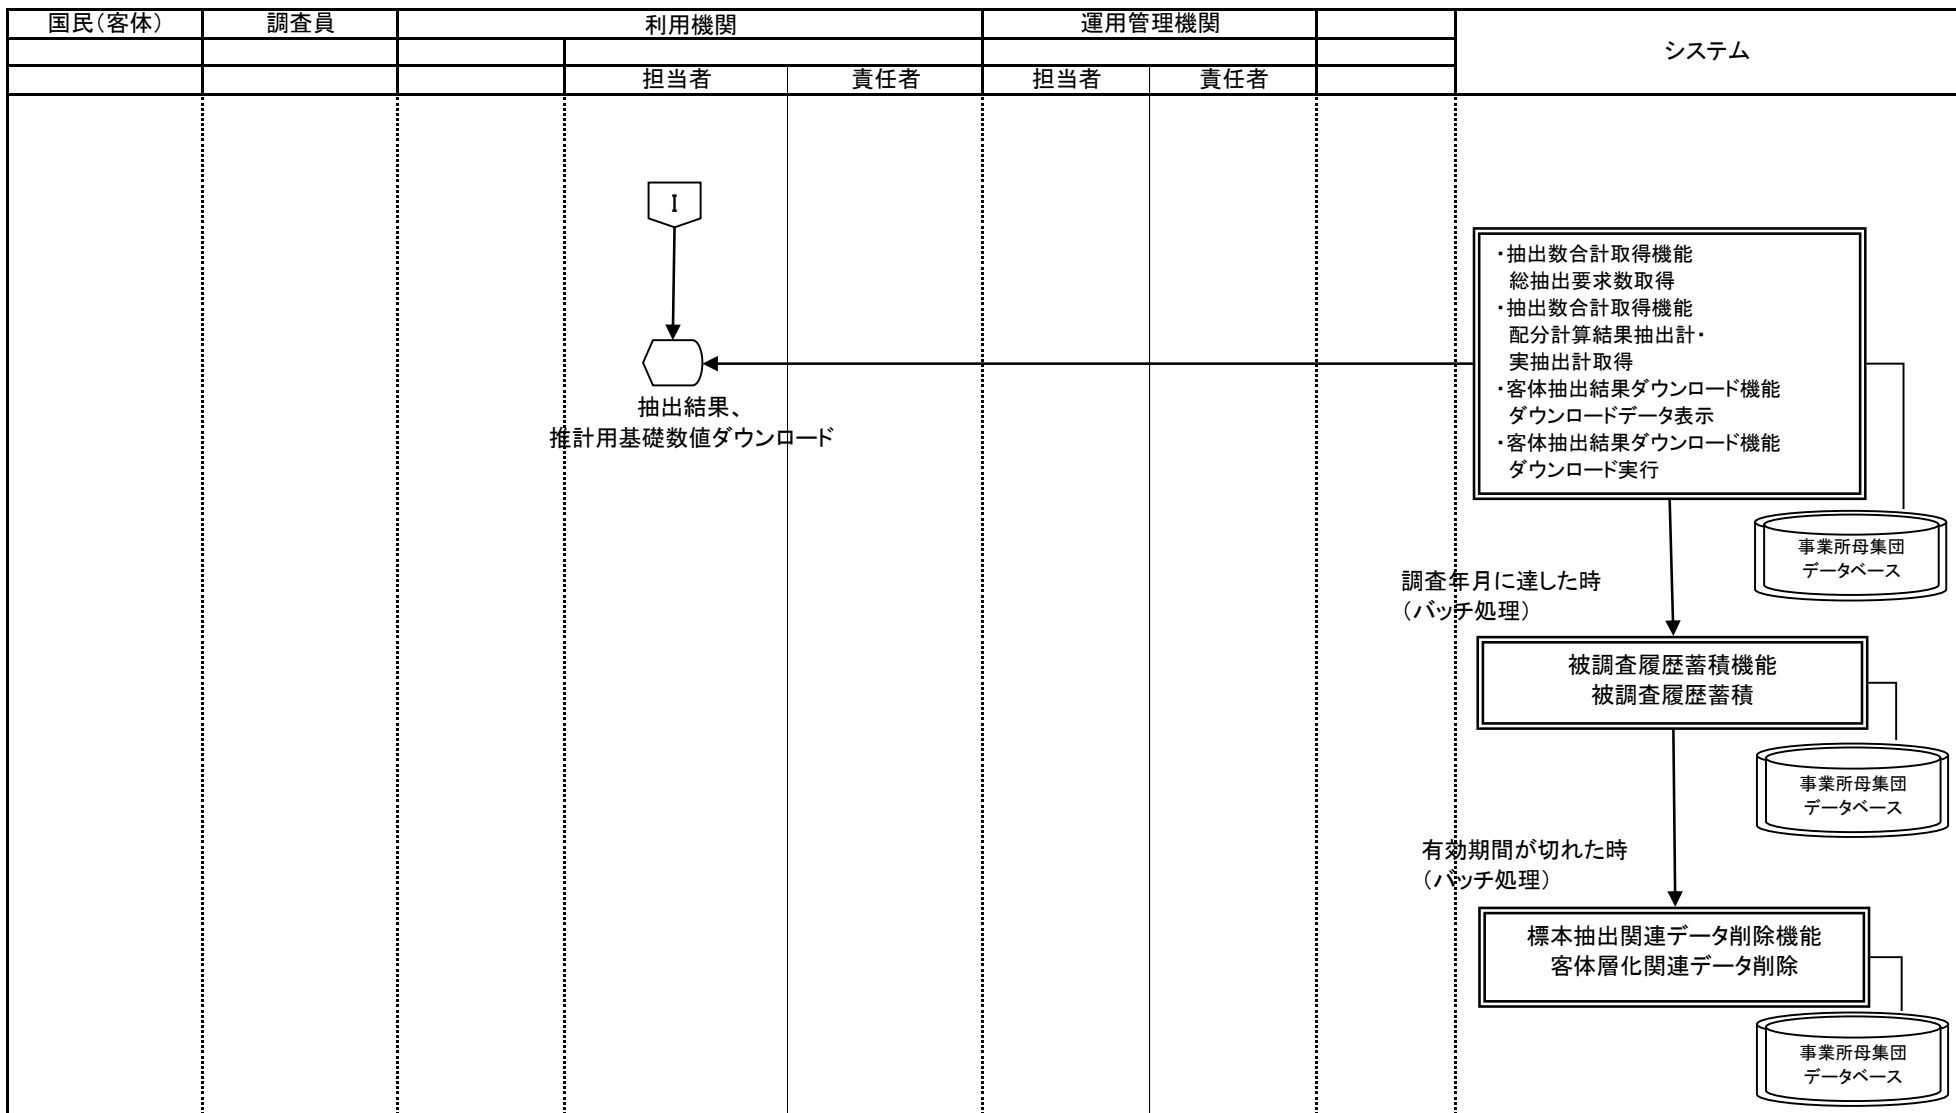 国民(客体)
調査員
利用機関
運用管理機関
システム
担当者
責任者
担当者
責任者
I
・抽出数合計取得機能
総抽出要求数取得
・抽出数合計取得機能
配分計算結果抽出計・
実抽出計取得
・客体抽出結果ダウンロード機能
ダウンロードデータ表示
・客体抽出結果ダウンロード機能
ダウンロード実行
抽出結果、
推計用基礎数値ダウンロード
事業所母集団
データベース
調査年月に達した時
(バッチ処理)
被調査履歴蓄積機能
被調査履歴蓄積
事業所母集団
データベース
有効期間が切れた時
(バッチ処理)
標本抽出関連データ削除機能
客体層化関連データ削除
事業所母集団
データベース